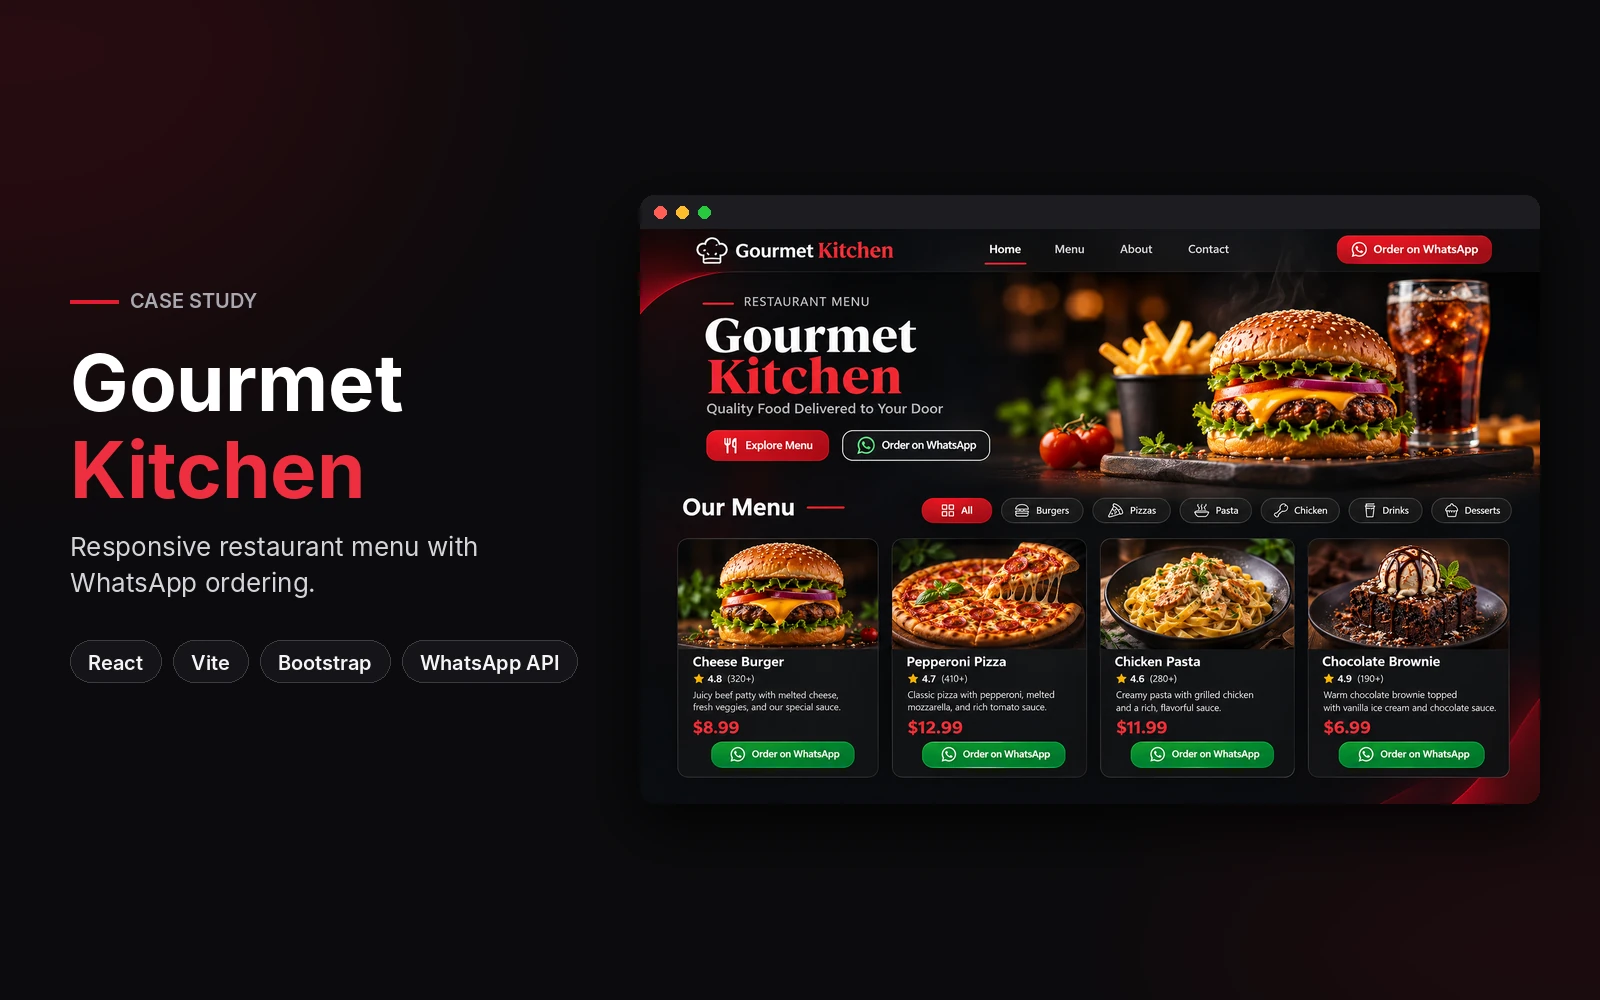 CASE STUDY
Gourmet
Kitchen
Responsive restaurant menu with
WhatsApp ordering.
React
Vite
Bootstrap
WhatsApp API
Gourmet Kitchen
Home
Menu
About
Contact
Order on WhatsApp
RESTAURANT MENU
Gourmet
Kitchen
Quality Food Delivered to Your Door
Explore Menu
Order on WhatsApp
Our Menu
All
Burgers
Pizzas
Pasta
Chicken
Drinks
Desserts
Cheese Burger
4.8 (320+)
Juicy beef patty with melted cheese,
fresh veggies, and our special sauce.
$8.99
Order on WhatsApp
Pepperoni Pizza
4.7 (410+)
Classic pizza with pepperoni, melted
mozzarella, and rich tomato sauce.
$12.99
Order on WhatsApp
Chicken Pasta
4.6 (280+)
Creamy pasta with grilled chicken
and a rich, flavorful sauce.
$11.99
Order on WhatsApp
Chocolate Brownie
4.9 (190+)
Warm chocolate brownie topped
with vanilla ice cream and chocolate sauce.
$6.99
Order on WhatsApp